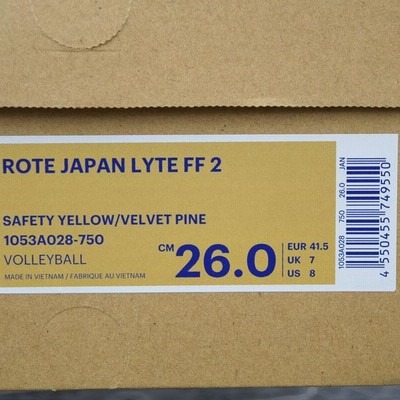 ROTE JAPAN LYTE FF 2
SAFETY YELLOW/VELVET PINE
1053A028-750
VOLLEYBALL
MADE IN VIETNAM / FABRIQUE AU VIETNAM
CM 26.0
EUR 41.5
UK 7
US 8
1053A028 750 26.0 JAN
4 550455 749550